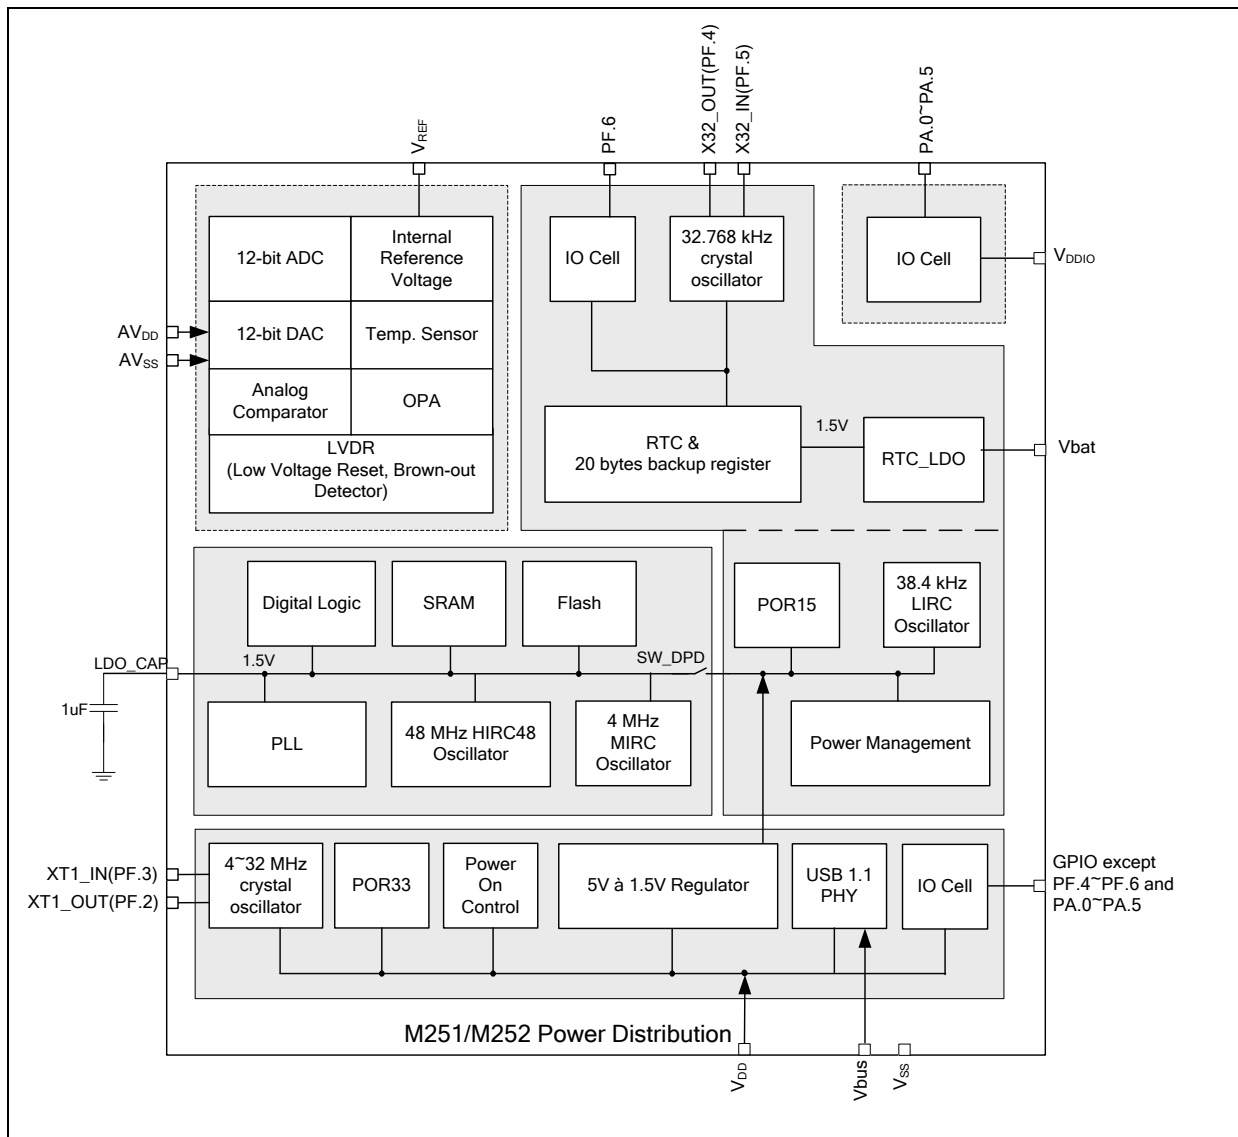 X32_OUT(PF.4)
X32_IN(PF.5)
PF.6
PA.0~PA.5
VREF
12-bit ADC
Internal
Reference
Voltage
IO Cell
32.768 kHz
crystal
oscillator
IO Cell
VDDIO
AVDD
AVSS
12-bit DAC
Temp. Sensor
Analog
Comparator
OPA
LVDR
(Low Voltage Reset, Brown-out
Detector)
RTC &
20 bytes backup register
1.5V
RTC_LDO
Vbat
Digital Logic
SRAM
Flash
POR15
38.4 kHz
LIRC
Oscillator
LDO_CAP
1.5V
SW_DPD
1uF
PLL
48 MHz HIRC48
Oscillator
4 MHz
MIRC
Oscillator
Power Management
XT1_IN(PF.3)
XT1_OUT(PF.2)
4~32 MHz
crystal
oscillator
POR33
Power
On
Control
5V à 1.5V Regulator
USB 1.1
PHY
IO Cell
GPIO except
PF.4~PF.6 and
PA.0~PA.5
M251/M252 Power Distribution
VDD
Vbus
VSS